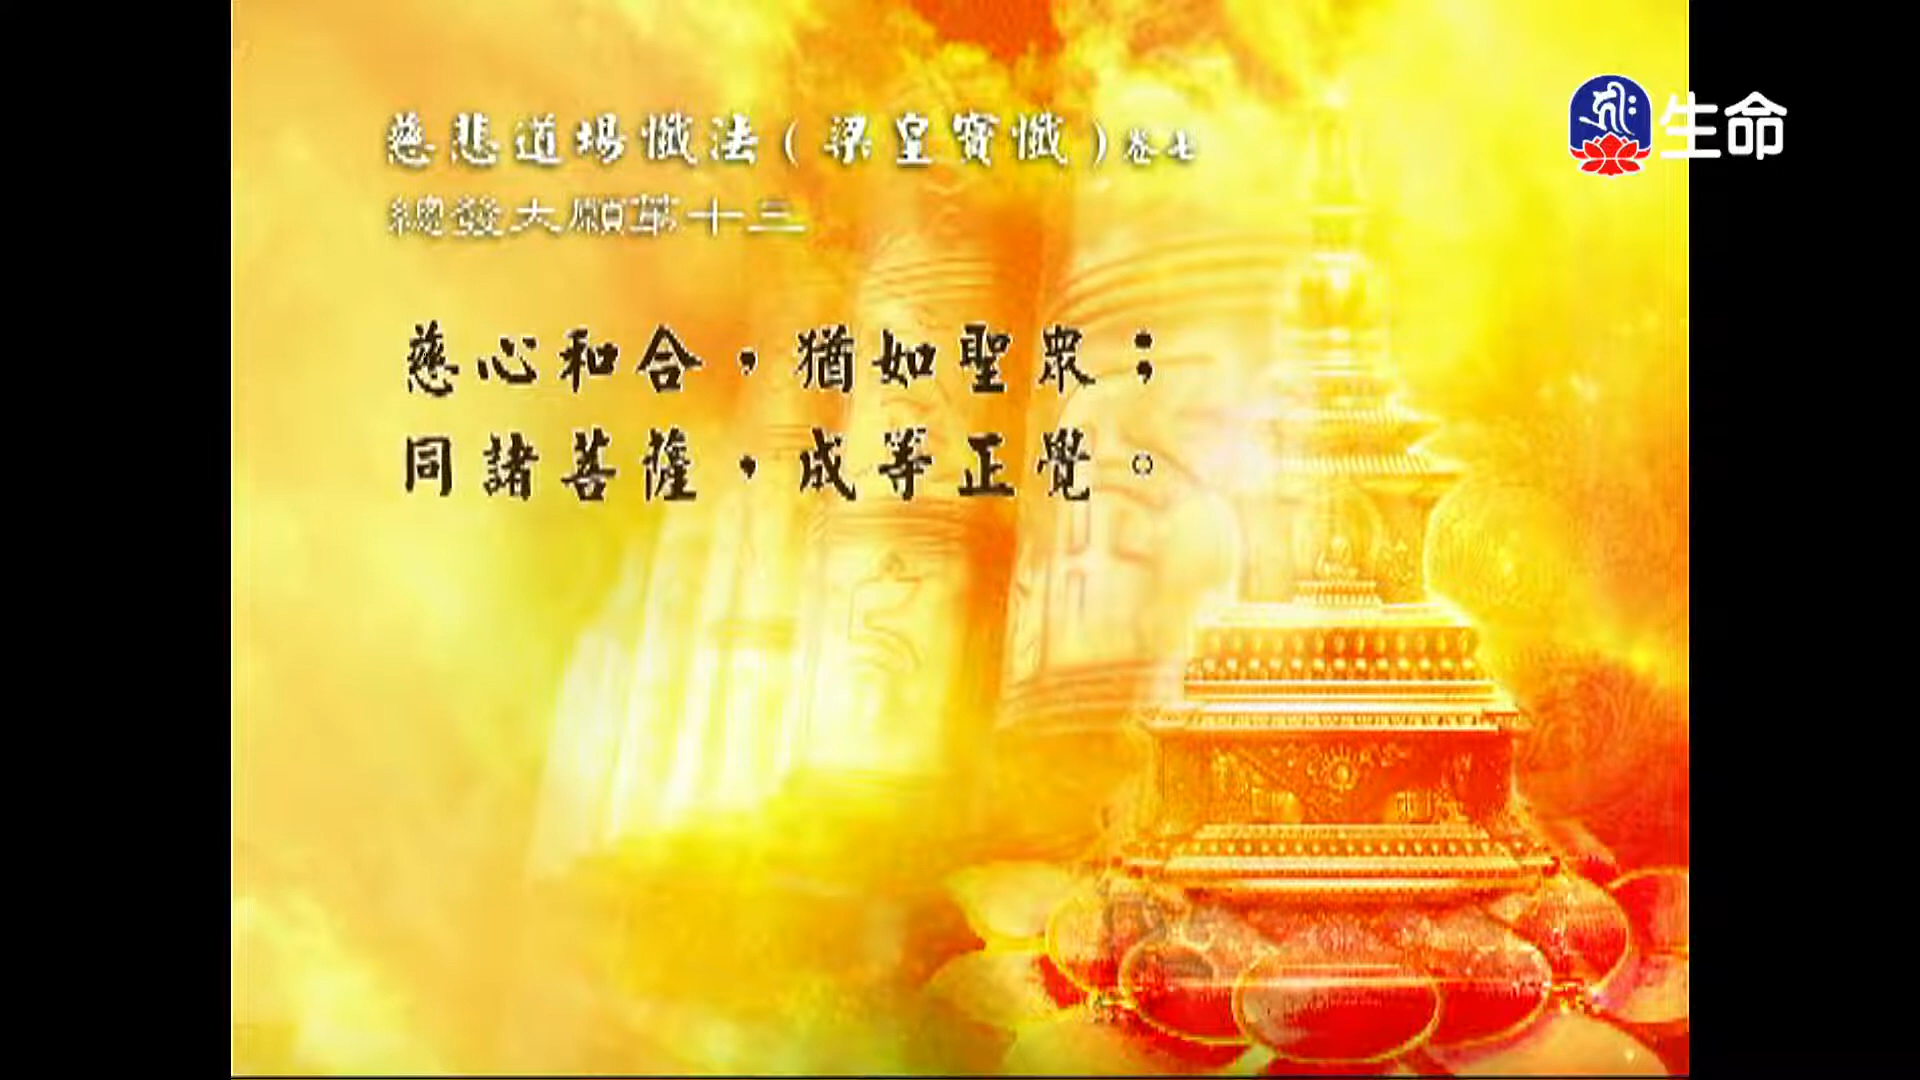 慈悲道場懺法(梁皇寶懺)卷七
總發大願第十三
慈心和合,猶如聖眾;
同諸菩薩,成等正覺。
生命